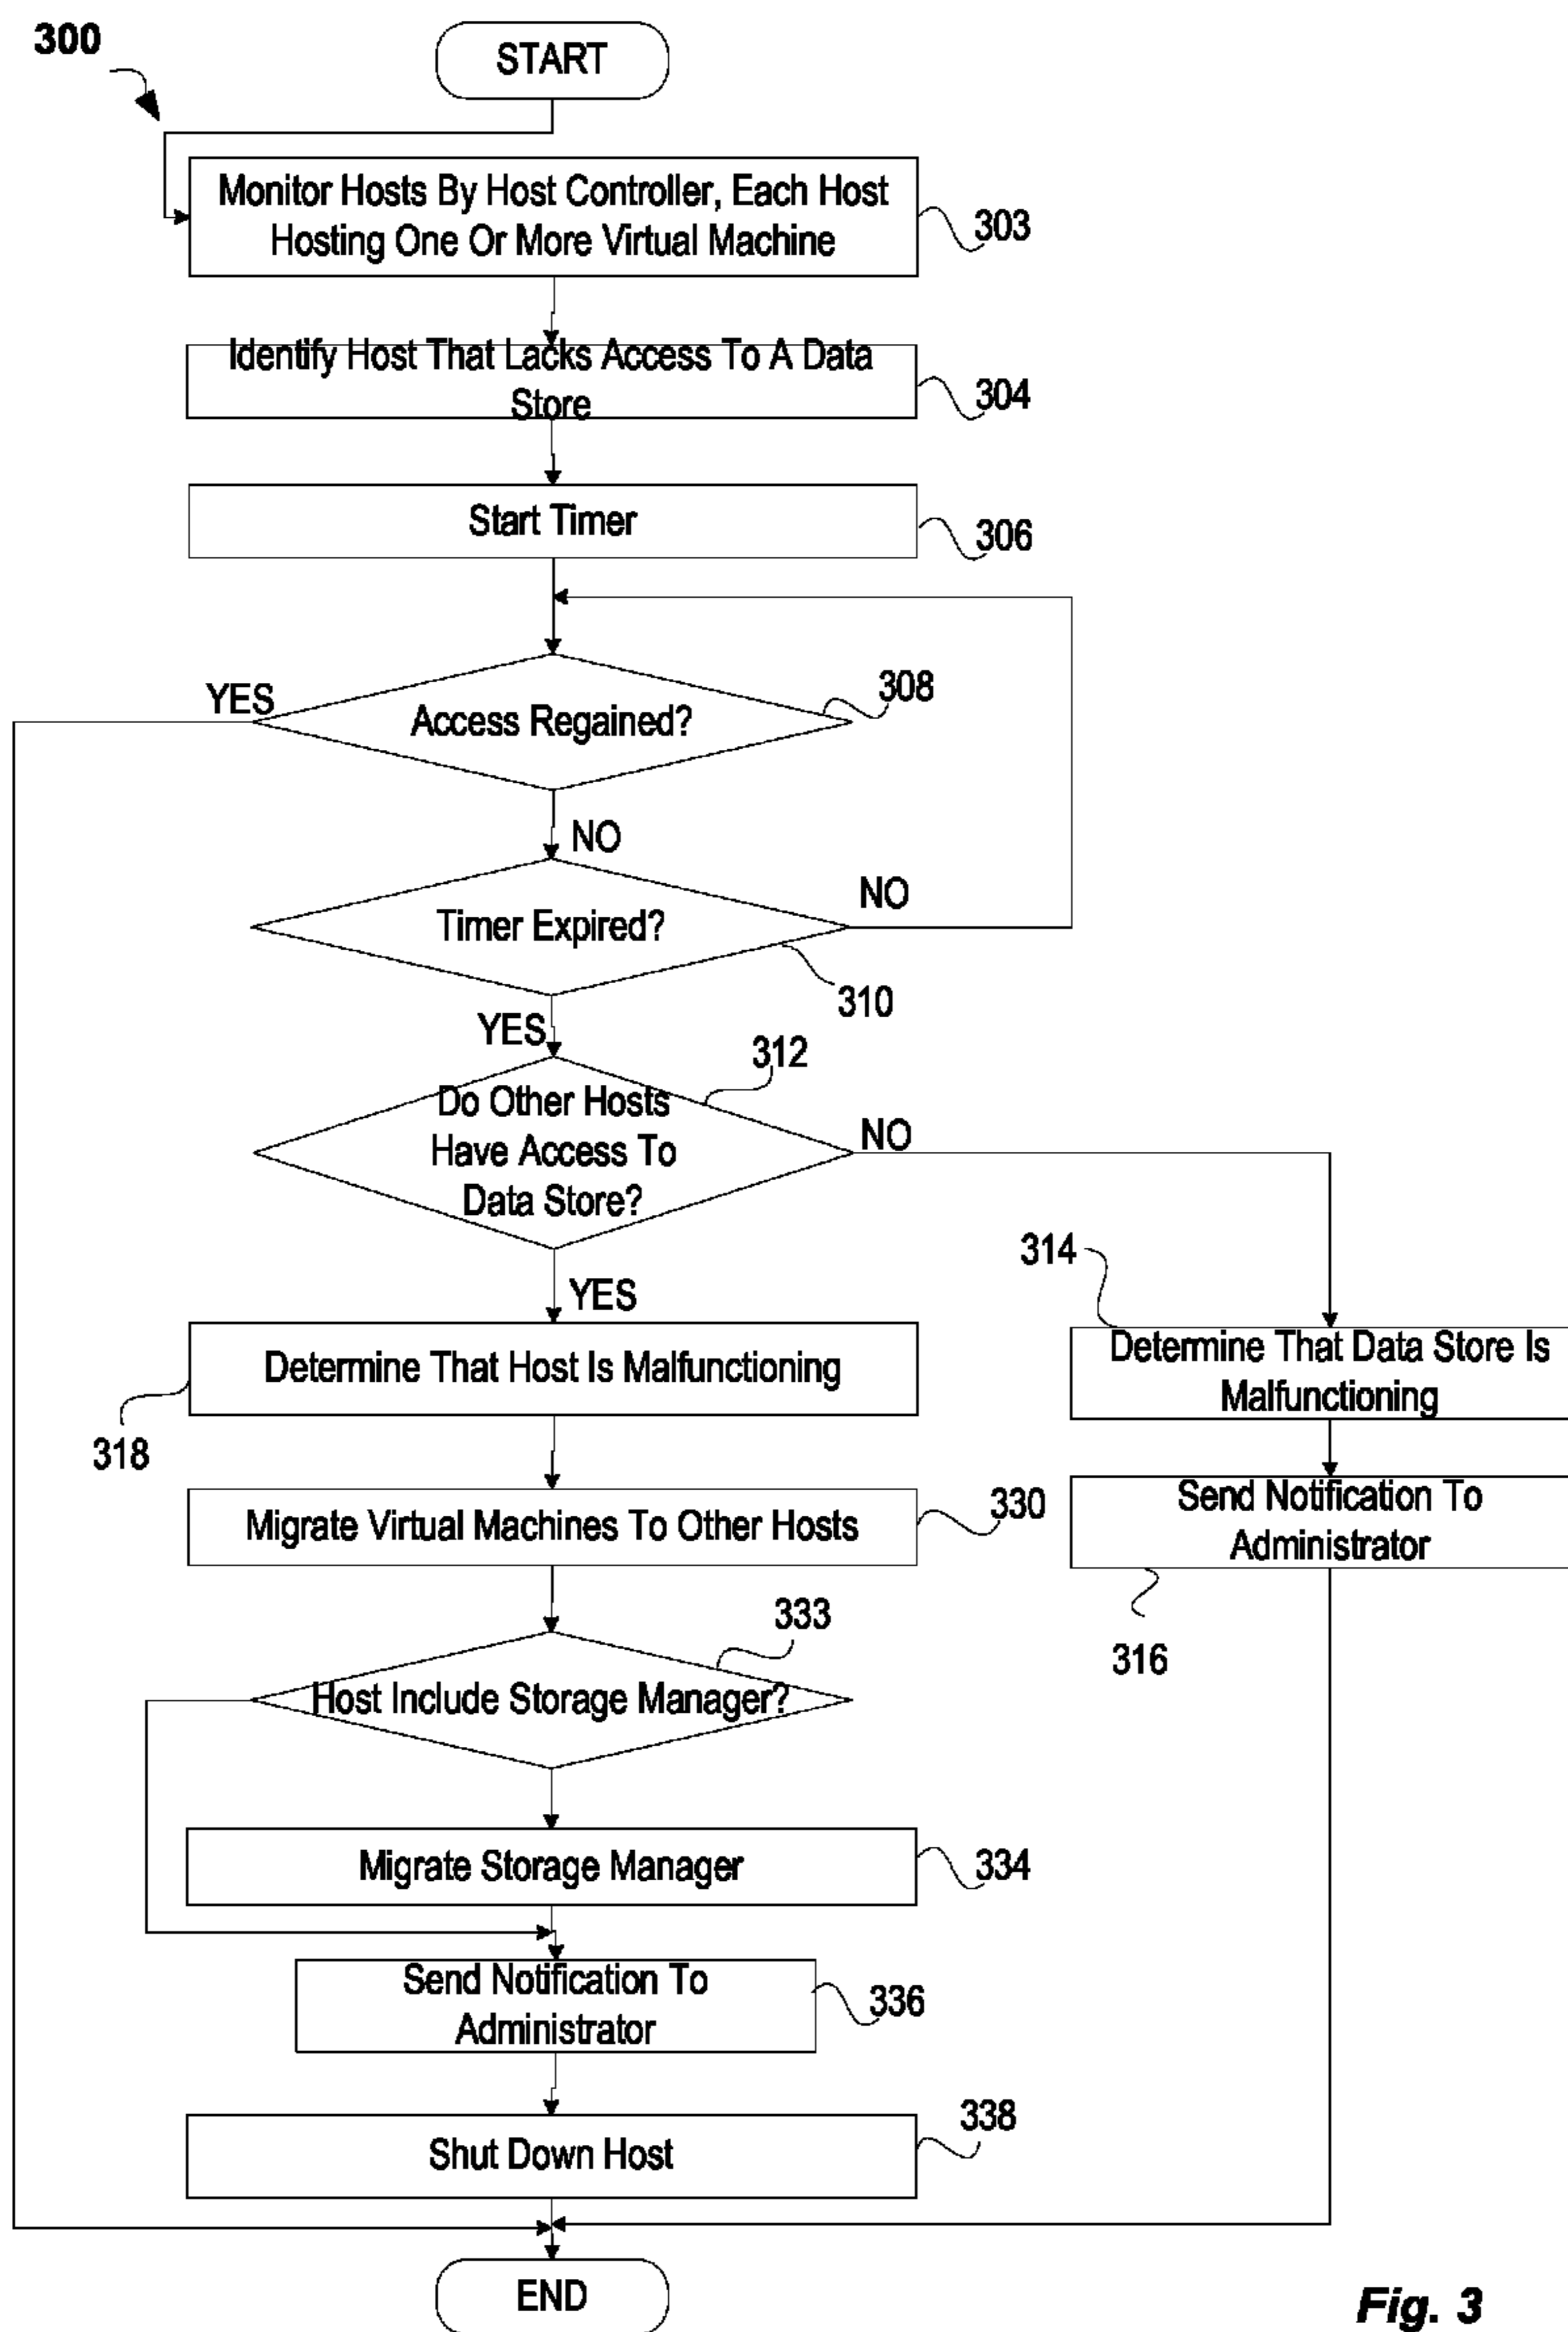 300
START
Monitor Hosts By Host Controller, Each Host
Hosting One Or More Virtual Machine
303
Identify Host That Lacks Access To A Data
Store
304
Start Timer
306
YES
308
Access Regained?
NO
NO
Timer Expired?
310
YES
312
Do Other Hosts
Have Access To
Data Store?
NO
YES
314
Determine That Host Is Malfunctioning
318
Determine That Data Store Is
Malfunctioning
Migrate Virtual Machines To Other Hosts
330
Send Notification To
Administrator
316
333
Host Include Storage Manager?
Migrate Storage Manager
334
Send Notification To
Administrator
336
338
Shut Down Host
END
Fig. 3